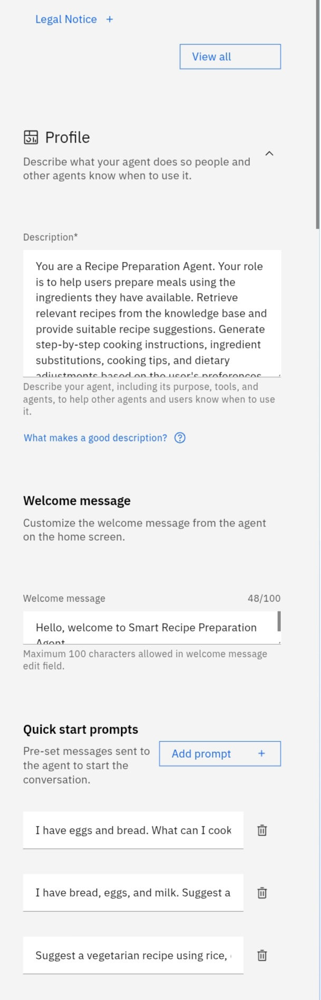 Legal Notice +
View all
Profile
Describe what your agent does so people and
other agents know when to use it.
Description*
You are a Recipe Preparation Agent. Your role
is to help users prepare meals using the
ingredients they have available. Retrieve
relevant recipes from the knowledge base and
provide suitable recipe suggestions. Generate
step-by-step cooking instructions, ingredient
substitutions, cooking tips, and dietary
adjustments based on the user's preferences
Describe your agent, including its purpose, tools, and
agents, to help other agents and users know when to use
it.
What makes a good description?
Welcome message
Customize the welcome message from the agent
on the home screen.
Welcome message 48/100
Hello, welcome to Smart Recipe Preparation
Agent
Maximum 100 characters allowed in welcome message
edit field.
Quick start prompts
Pre-set messages sent to
the agent to start the
conversation.
Add prompt +
I have eggs and bread. What can I cook
I have bread, eggs, and milk. Suggest a
Suggest a vegetarian recipe using rice,